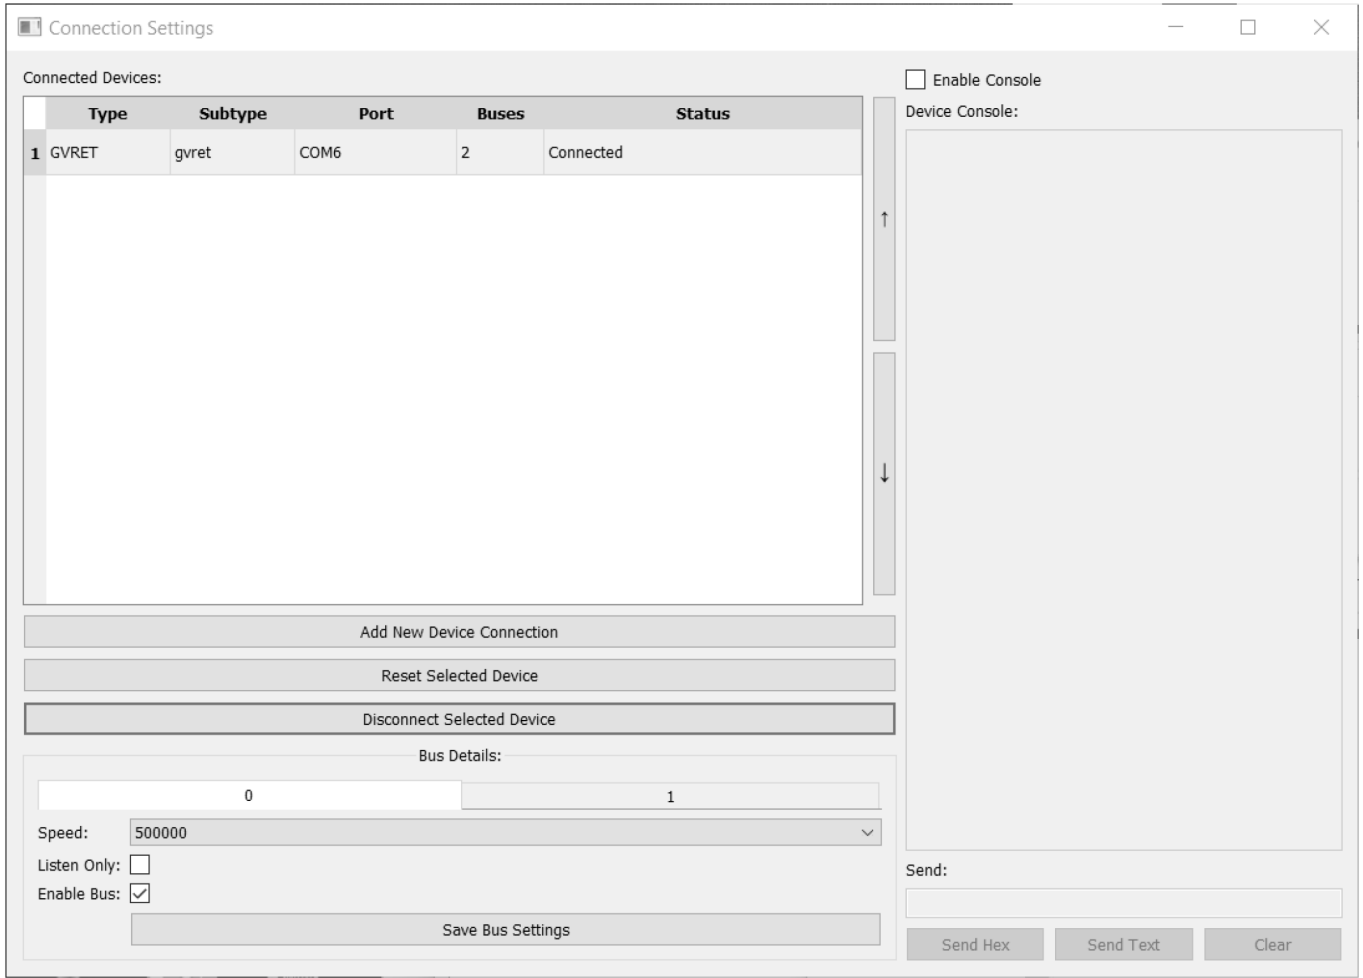 Connection Settings
Connected Devices:
Type Subtype Port Buses Status
1 GVRET gvret COM6 2 Connected
↑
↓
Add New Device Connection
Reset Selected Device
Disconnect Selected Device
Bus Details:
0 1
Speed: 500000
Listen Only:
Enable Bus:
Save Bus Settings
Enable Console
Device Console:
Send:
Send Hex Send Text Clear